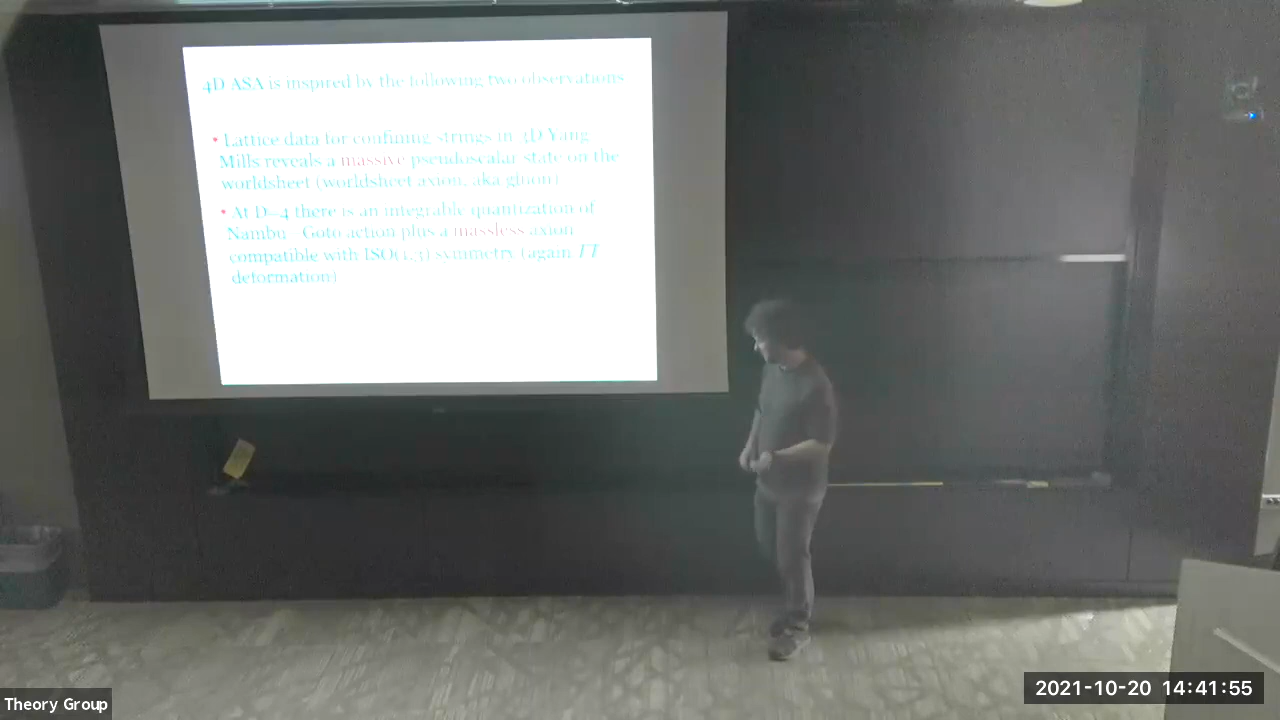 4D ASA is inspired by the following two observations
• Lattice data for confining strings in 3D Yang
Mills reveals a massive pseudoscalar state on the
worldsheet (worldsheet axion, aka gluon)
• At D=4 there is an integrable quantization of
Nambu Goto action plus a massless axion
compatible with ISO(1,3) symmetry (again
deformation)
Theory Group
2021-10-20 14:41:55